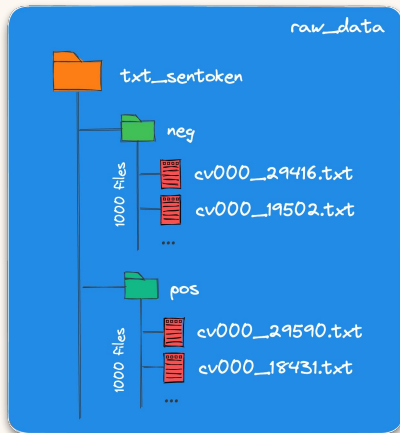 raw_data
txt_sentoken
neg
1000 files
cv000_29416.txt
cv000_19502.txt
...
pos
1000 files
cv000_29590.txt
cv000_18431.txt
...